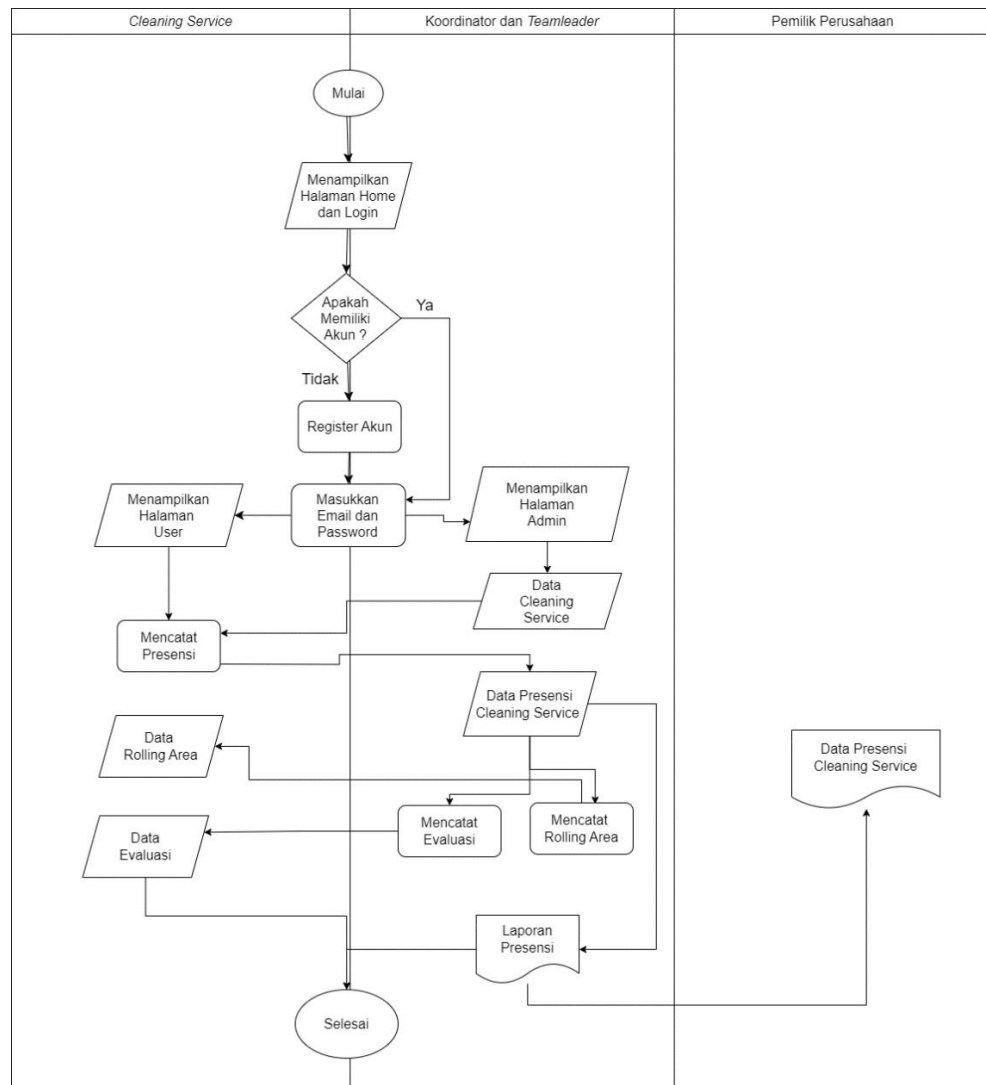 Cleaning Service
Koordinator dan Teamleader
Pemilik Perusahaan
Mulai
Menampilkan
Halaman Home
dan Login
Apakah
Memiliki
Akun ?
Ya
Tidak
Register Akun
Menampilkan
Halaman
User
Masukkan
Email dan
Password
Menampilkan
Halaman
Admin
Data
Cleaning
Service
Mencatat
Presensi
Data Presensi
Cleaning Service
Data
Rolling Area
Data Presensi
Cleaning Service
Mencatat
Evaluasi
Mencatat
Rolling Area
Data
Evaluasi
Laporan
Presensi
Selesai